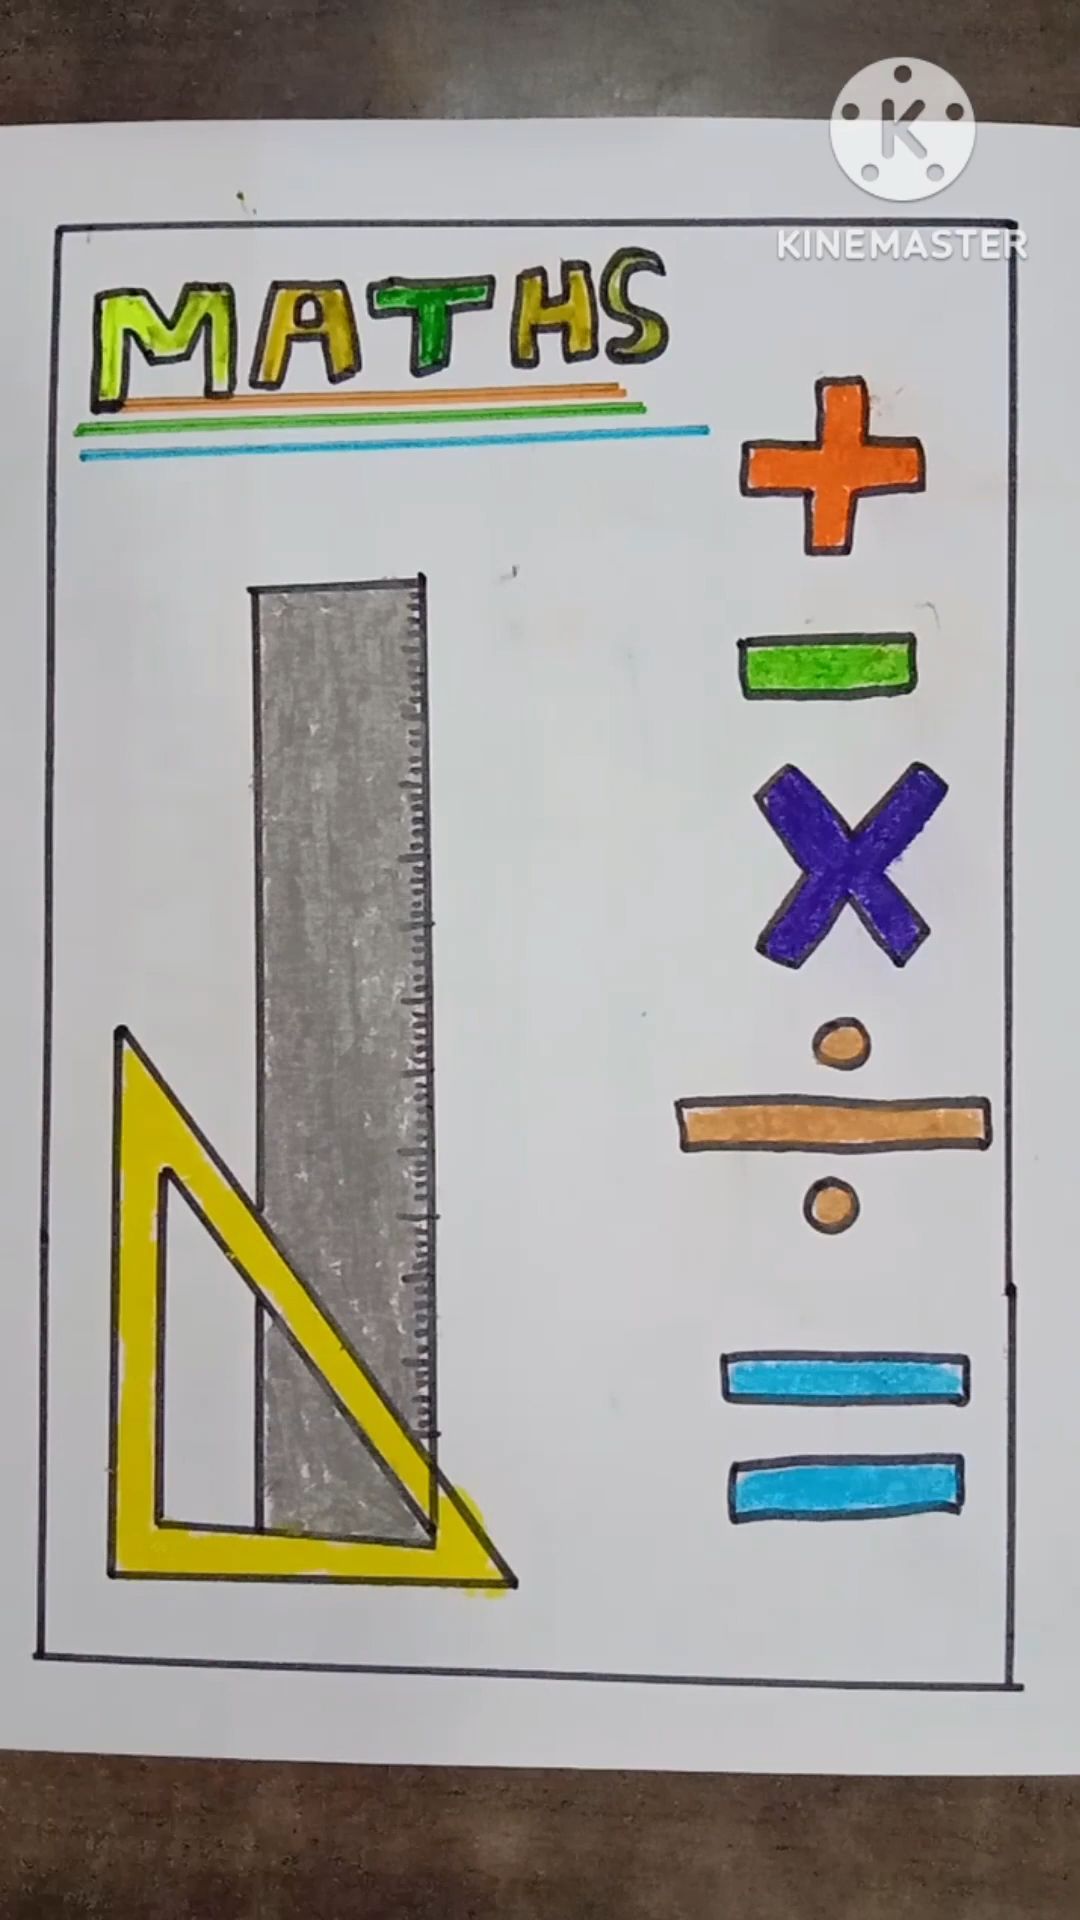 K
KINEMASTER
MATHS
+
-
×
÷
=